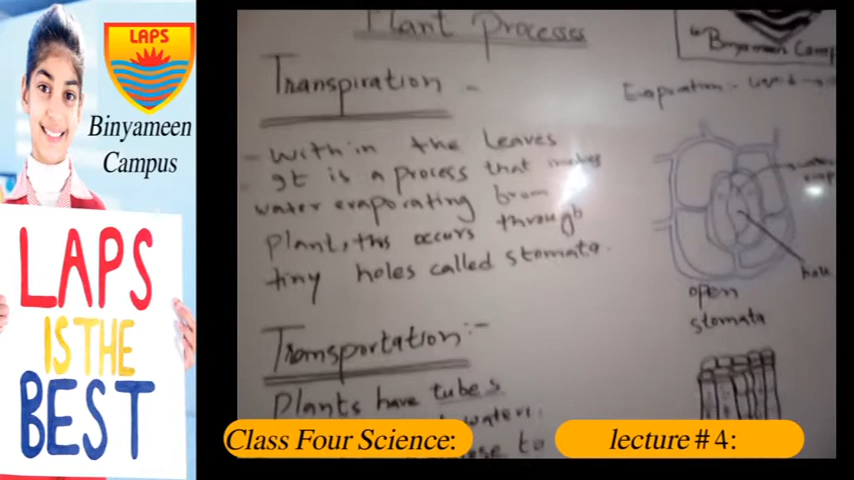 LAPS
Binyameen
Campus
LAPS
IS THE
BEST
Plant Processes
Transpiration -
- Within the leaves
It is a process that makes
water evaporating from
Plant, this occurs through
tiny holes called stomata.
Binyameen Camp
Evaporation:-
hole
open
stomata
Transportation:-
Plants have tubes
water
to
Class Four Science:
lecture # 4: